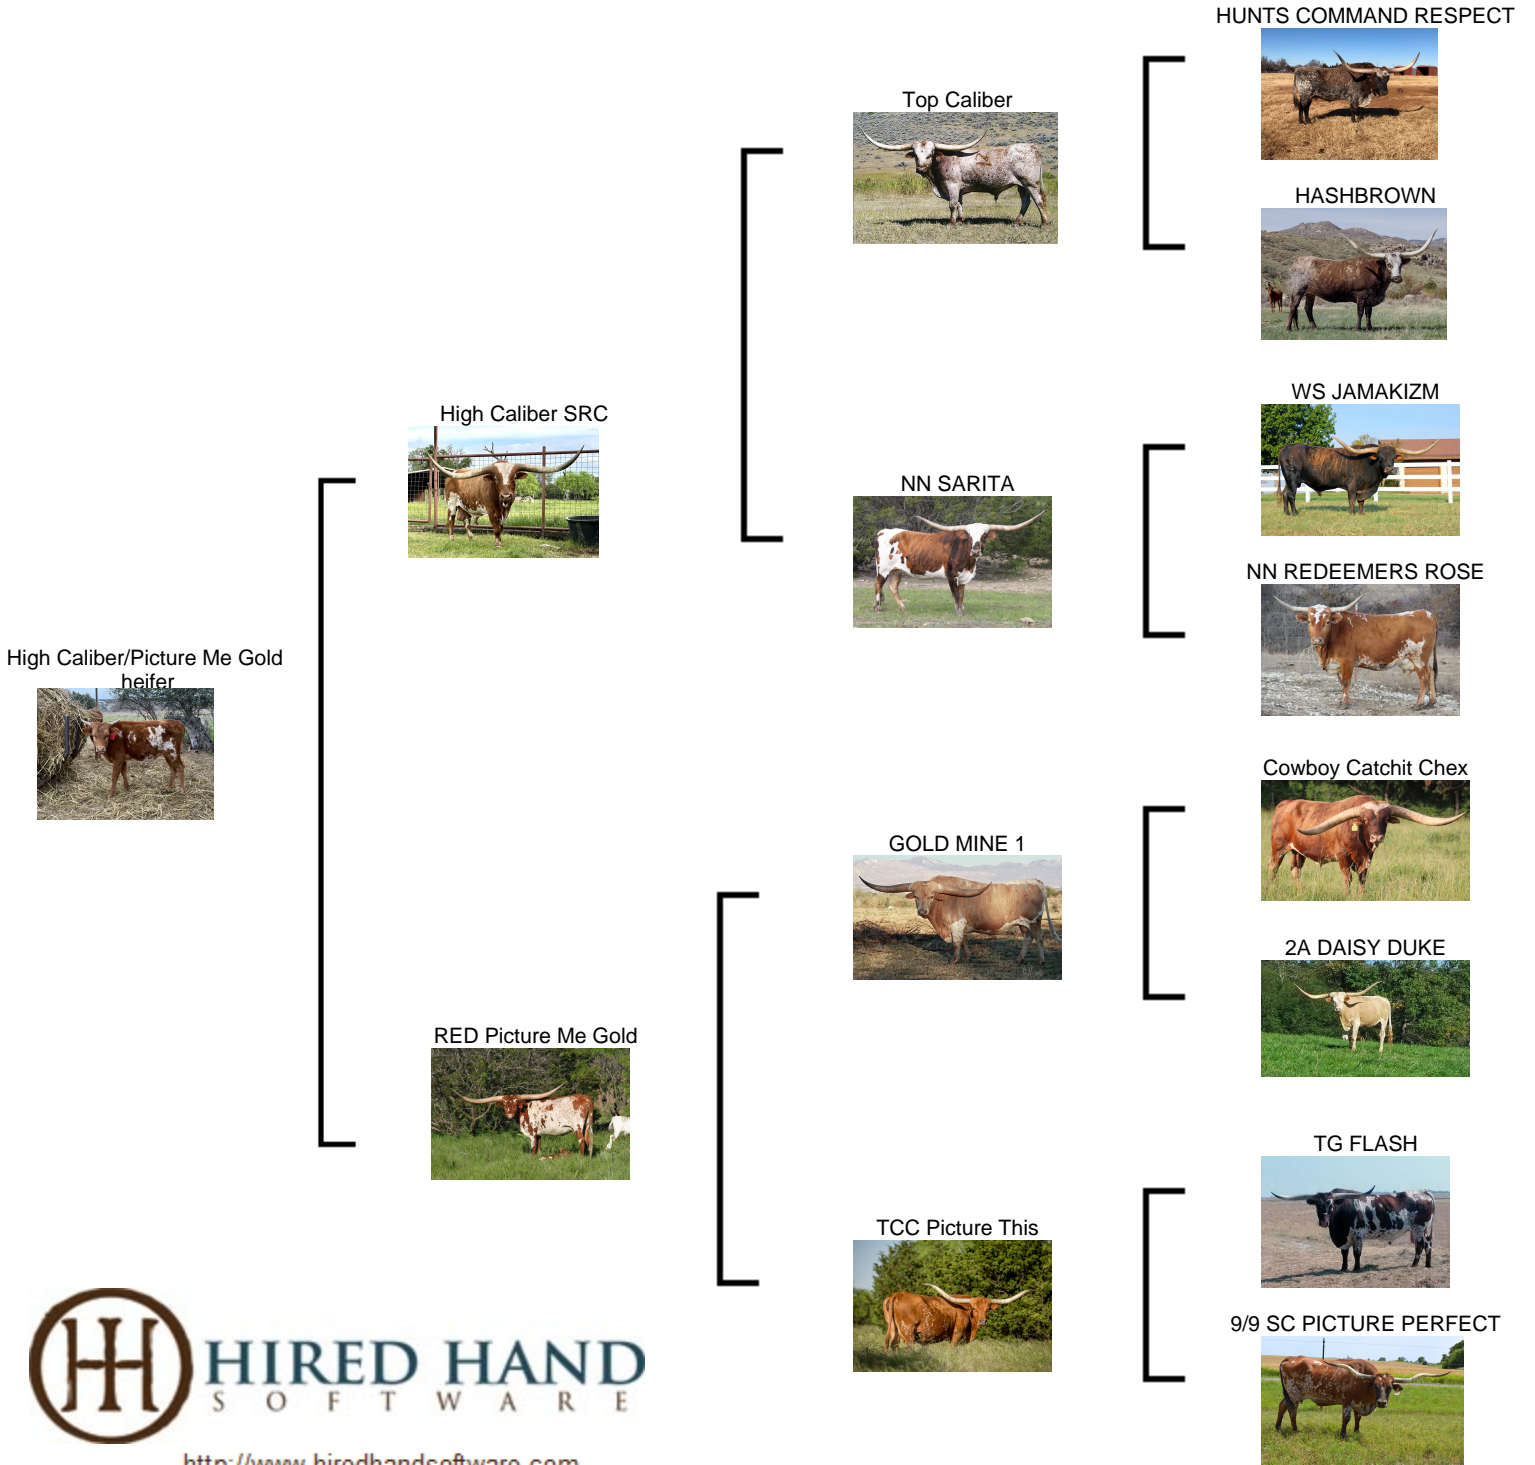 HUNTS COMMAND RESPECT
Top Caliber
HASHBROWN
WS JAMAKIZM
High Caliber SRC
NN SARITA
NN REDEEMERS ROSE
High Caliber/Picture Me Gold
heifer
Cowboy Catchit Chex
GOLD MINE 1
2A DAISY DUKE
RED Picture Me Gold
TG FLASH
TCC Picture This
9/9 SC PICTURE PERFECT
HIRED HAND
SOFTWARE
http://www.hiredhandsoftware.com